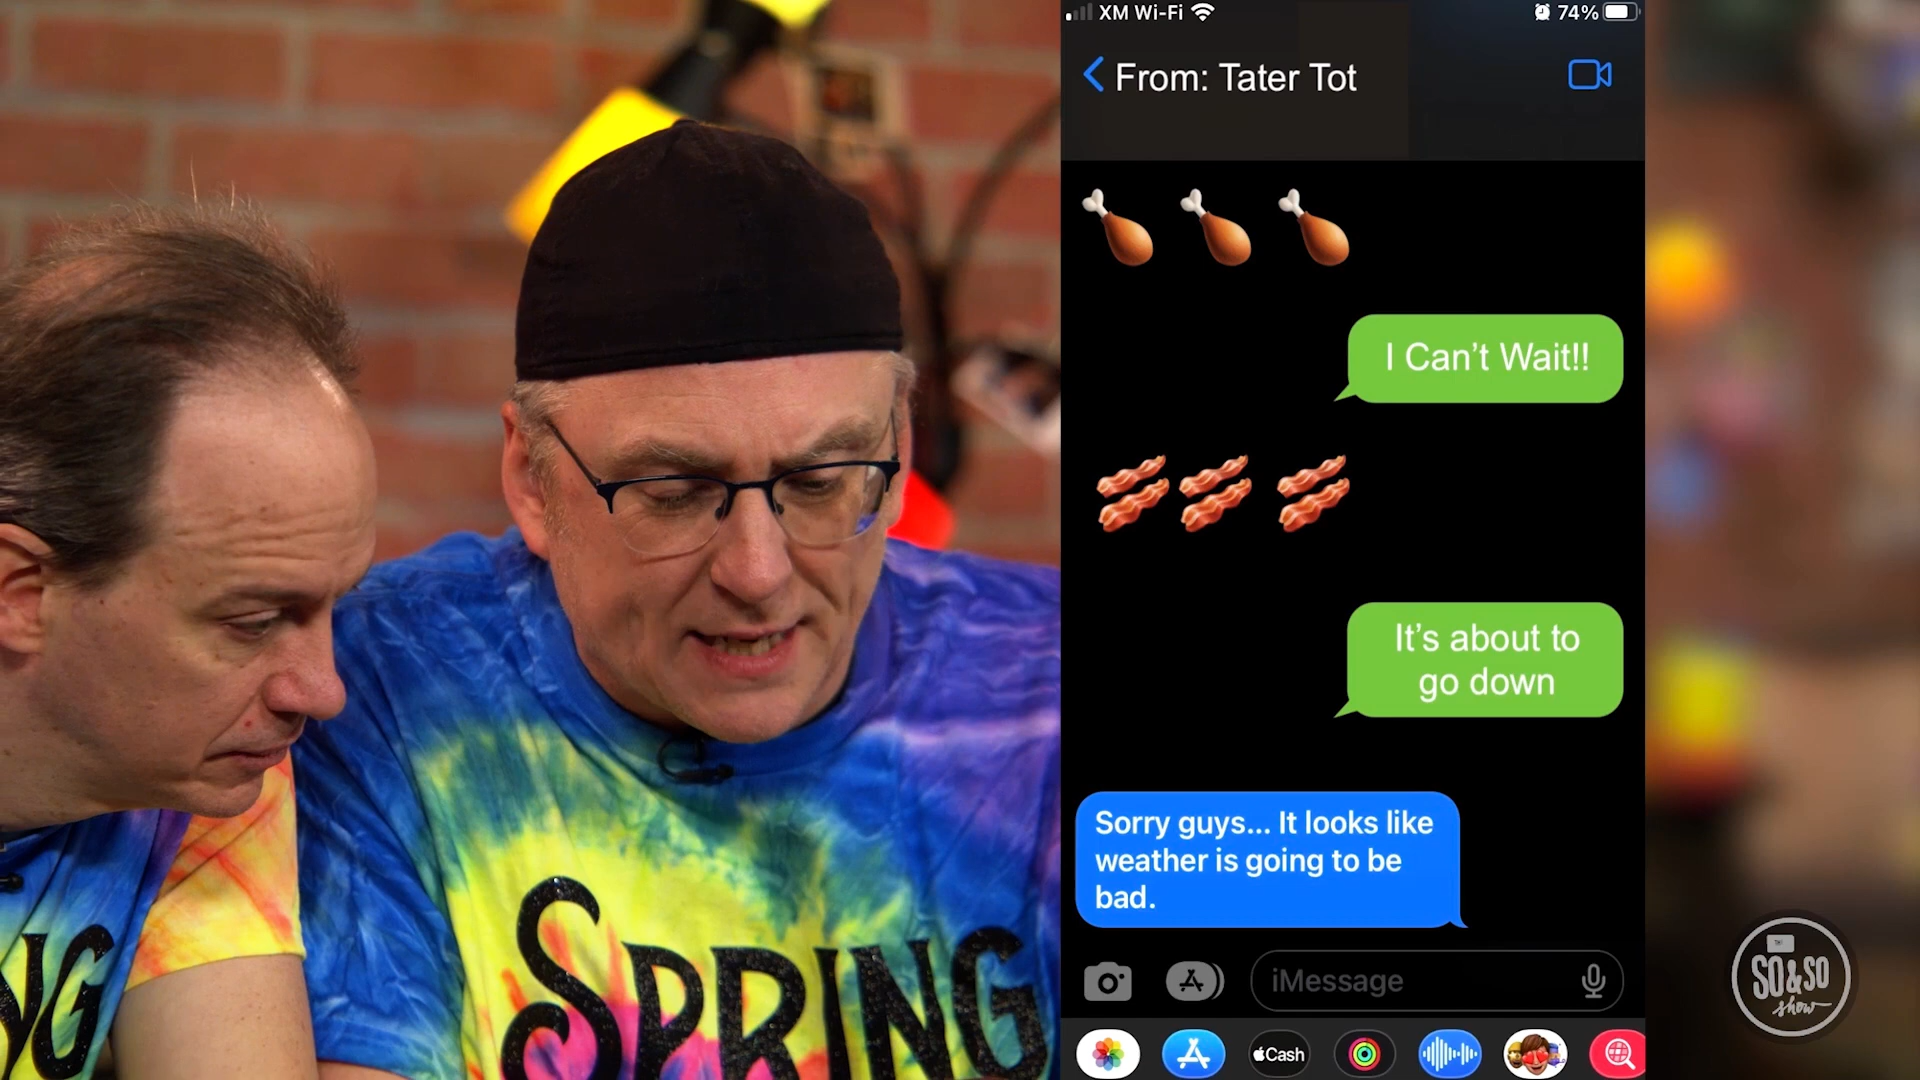 XM Wi-Fi
74%
From: Tater Tot
I Can't Wait!!
It's about to
go down
Sorry guys... It looks like
weather is going to be
bad.
iMessage
Cash
SPRING
NG
SO&SO
show